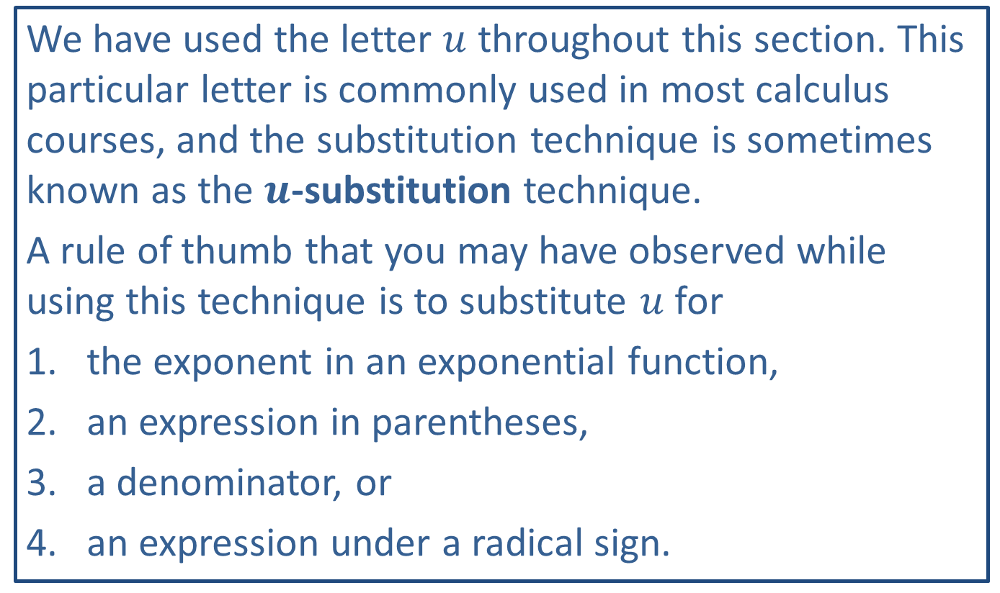 We have used the letter 𝑢 throughout this section. This
particular letter is commonly used in most calculus
courses, and the substitution technique is sometimes
known as the 𝒖-substitution technique.
A rule of thumb that you may have observed while
using this technique is to substitute 𝑢 for
1. the exponent in an exponential function,
2. an expression in parentheses,
3. a denominator, or
4. an expression under a radical sign.